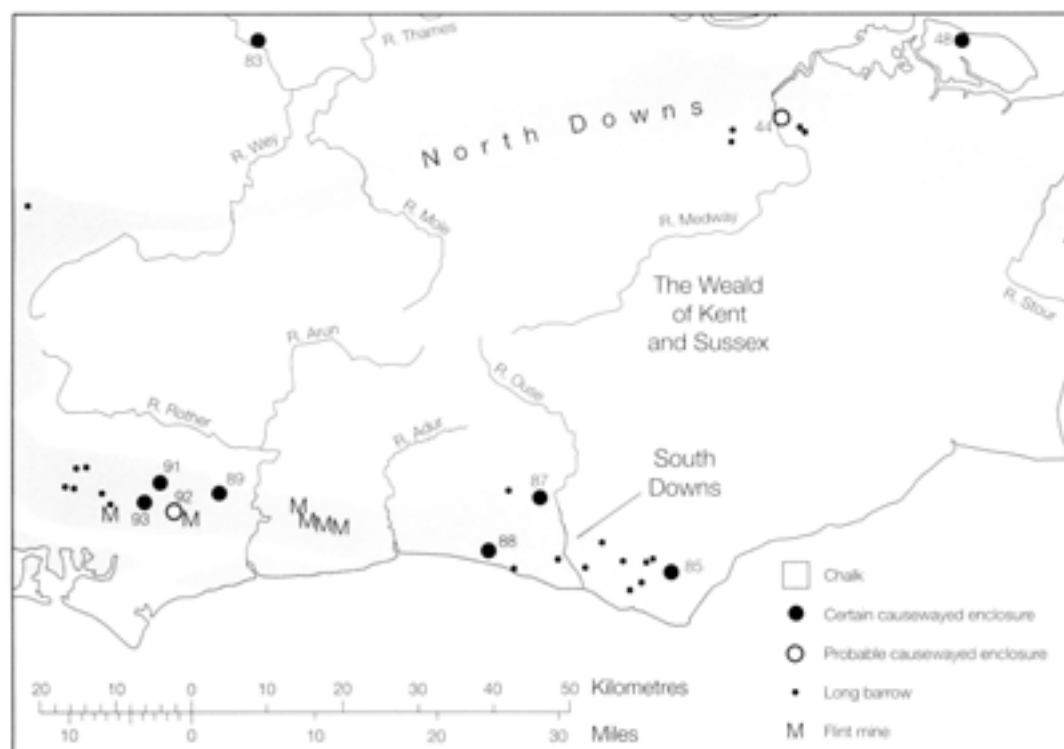 R. Thames
83
48
North Downs
44
R. Wey
R. Mole
R. Medway
The Weald
of Kent
and Sussex
R. Stour
R. Arun
R. Ouse
R. Rother
R. Adur
South
Downs
91
89
87
92
M
93
M
M
M
M
M
88
85
Chalk
Certain causewayed enclosure
Probable causewayed enclosure
Long barrow
M Flint mine
20 10 0 10 20 30 40 50 Kilometres
10 0 10 20 30 Miles